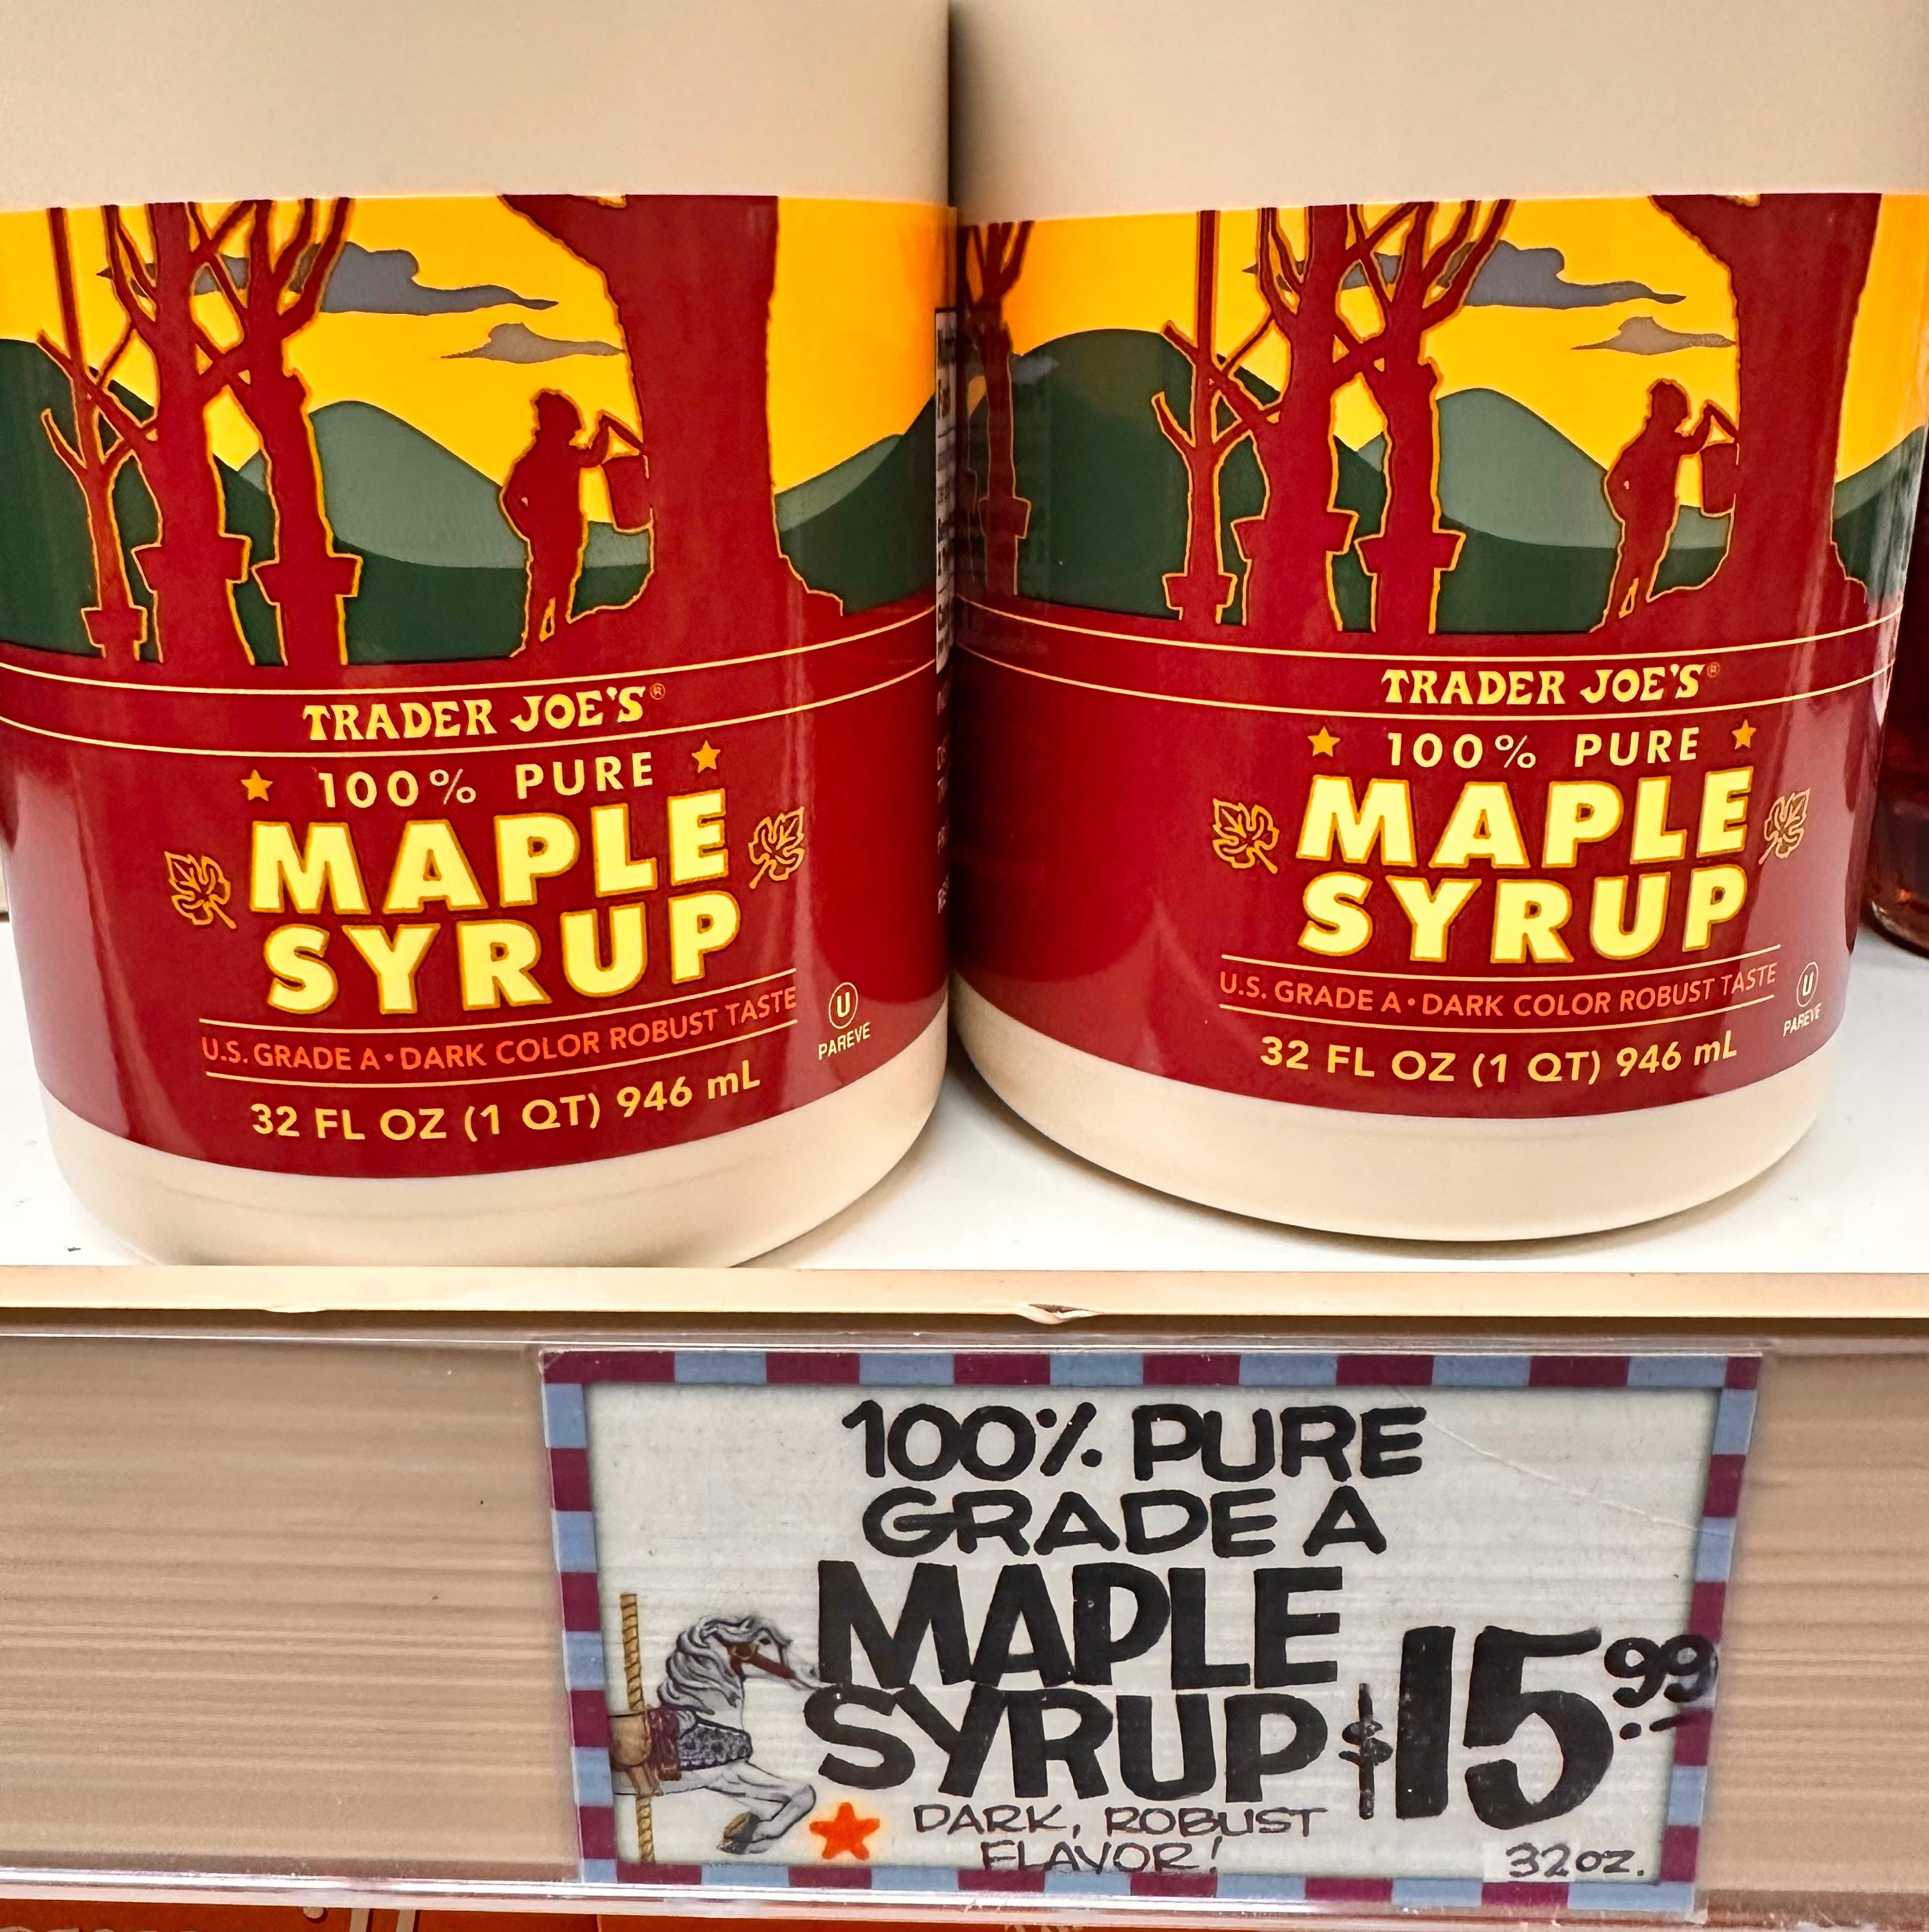 TRADER JOE'S®
100% PURE
MAPLE
SYRUP
U.S. GRADE A • DARK COLOR ROBUST TASTE
U
PAREVE
32 FL OZ (1 QT) 946 mL
TRADER JOE'S®
100% PURE
MAPLE
SYRUP
U.S. GRADE A • DARK COLOR ROBUST TASTE
U
PAREVE
32 FL OZ (1 QT) 946 mL
100% PURE
GRADE A
MAPLE
SYRUP $15.99
DARK, ROBUST
FLAVOR!
32 oz.